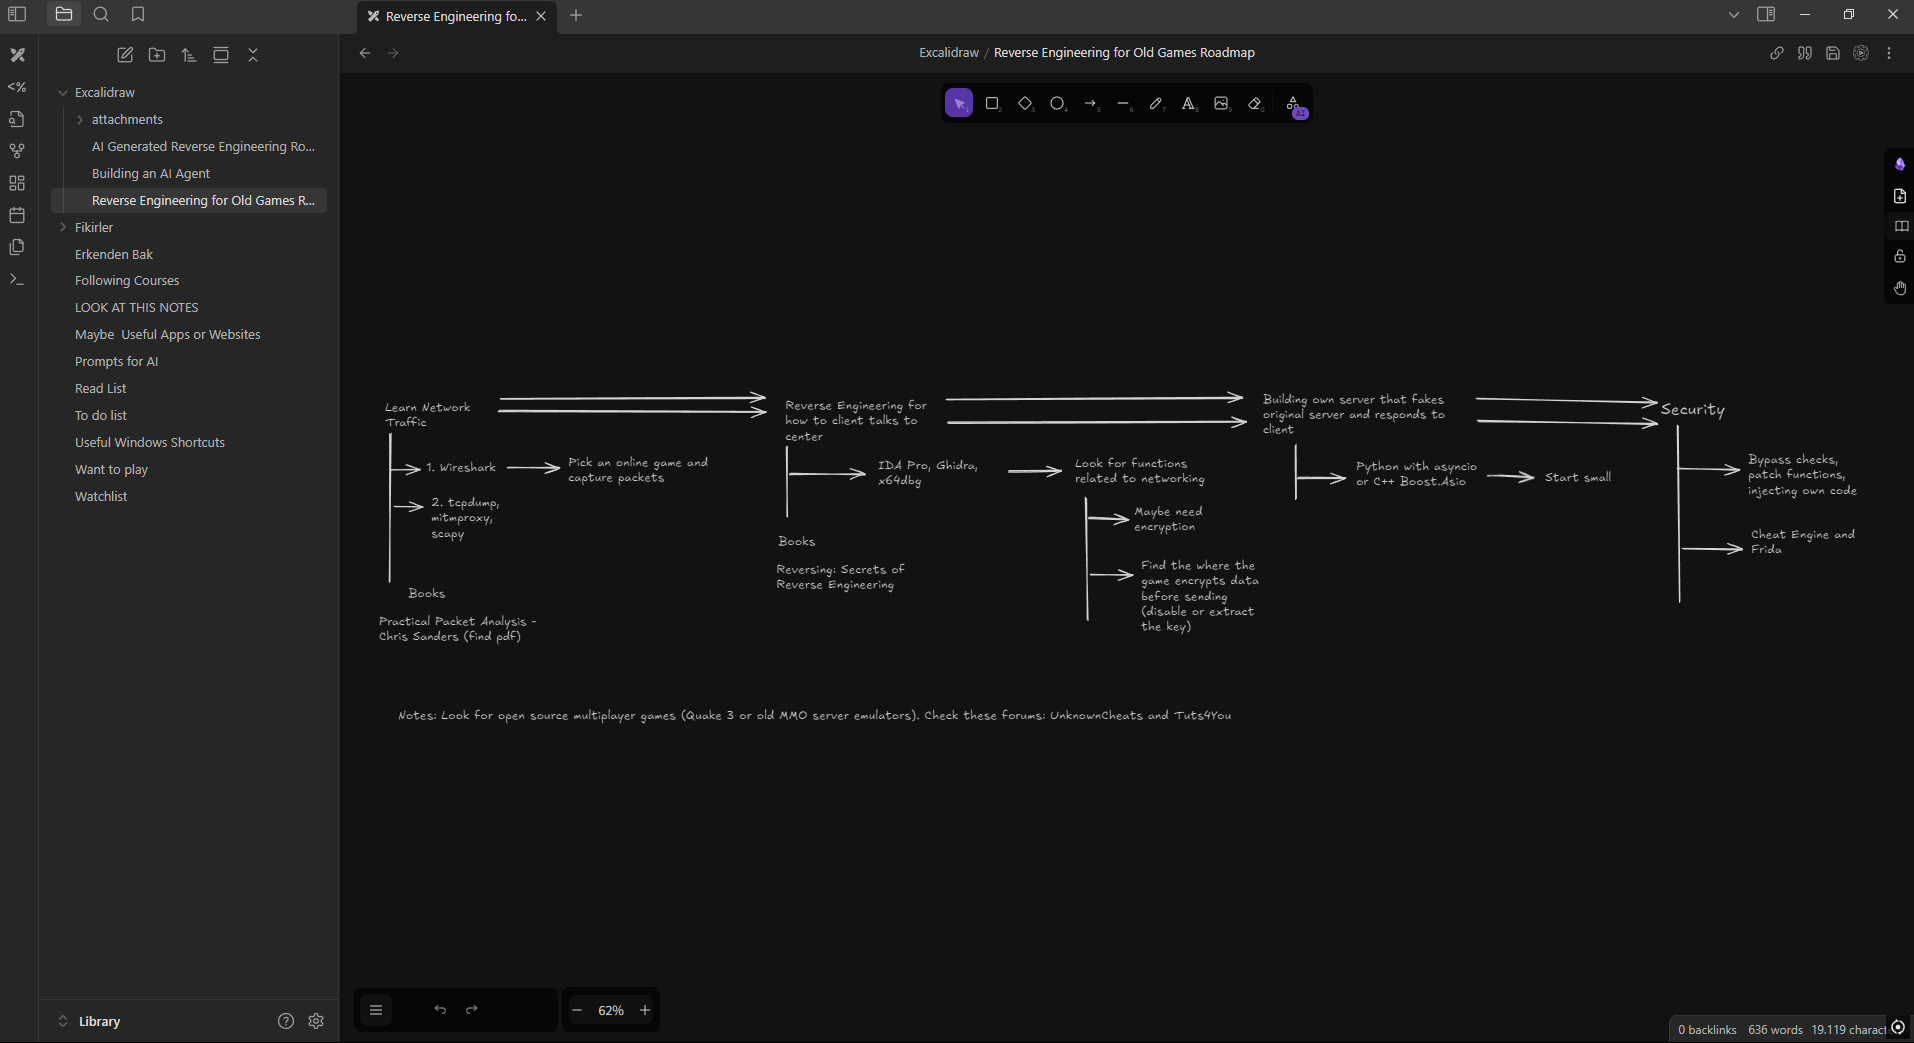 Reverse Engineering fo...
Excalidraw / Reverse Engineering for Old Games Roadmap
Excalidraw
attachments
AI Generated Reverse Engineering Ro...
Building an AI Agent
Reverse Engineering for Old Games R...
Fikirler
Erkenden Bak
Following Courses
LOOK AT THIS NOTES
Maybe Useful Apps or Websites
Prompts for AI
Read List
To do list
Useful Windows Shortcuts
Want to play
Watchlist
Library
AI
Learn Network
Traffic
1. Wireshark
Pick an online game and
capture packets
2. tcpdump,
mitmproxy,
scapy
Books
Practical Packet Analysis -
Chris Sanders (find pdf)
Reverse Engineering for
how to client talks to
center
IDA Pro, Ghidra,
x64dbg
Books
Reversing: Secrets of
Reverse Engineering
Look for functions
related to networking
Maybe need
encryption
Find the where the
game encrypts data
before sending
(disable or extract
the key)
Building own server that fakes
original server and responds to
client
Python with asyncio
or C++ Boost.Asio
Start small
Security
Bypass checks,
patch functions,
injecting own code
Cheat Engine and
Frida
Notes: Look for open source multiplayer games (Quake 3 or old MMO server emulators). Check these forums: UnknownCheats and Tuts4You
62%
0 backlinks 636 words 19.119 charact